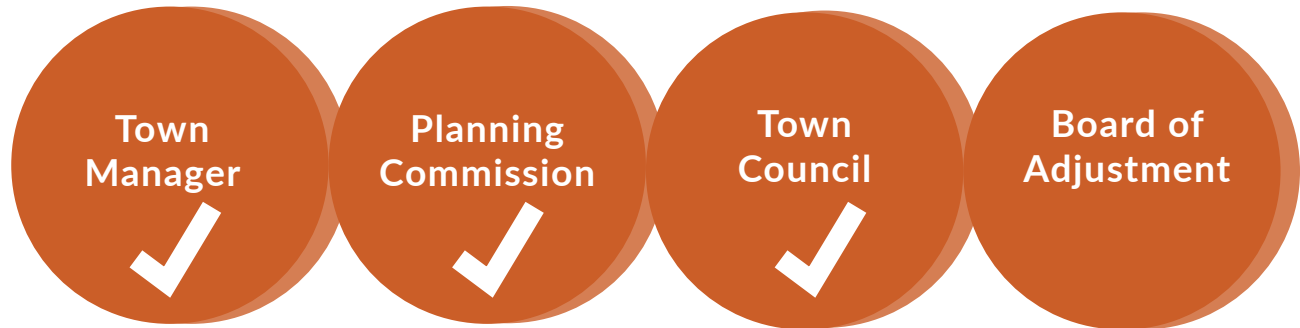 Town
Manager
Planning
Commission
Town
Council
Board of
Adjustment